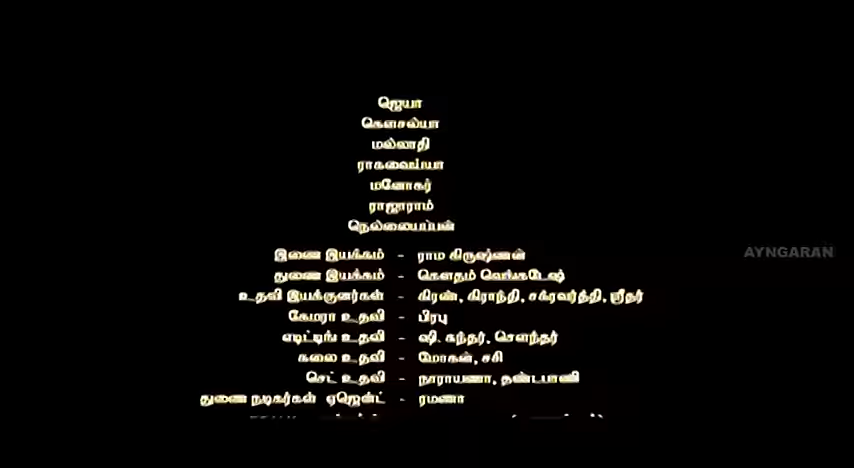 ஜெயா
கௌசல்யா
மல்லாதி
ராகவைய்யா
மனோகர்
ராஜாராம்
நெல்லையப்பன்
இணை இயக்கம் - ராம கிருஷ்ணன்
துணை இயக்கம் - கௌதம் வெங்கடேஷ்
உதவி இயக்குனர்கள் - கிரண், கிராந்தி, சக்ரவர்த்தி, ஸ்ரீதர்
கேமரா உதவி - பிரபு
எடிட்டிங் உதவி - ஷி. கந்தர், சௌந்தர்
கலை உதவி - மோகன், சசி
செட் உதவி - நாராயணா, தண்டபாணி
துணை நடிகர்கள் ஏஜென்ட் - ரமணா
AYNGARAN